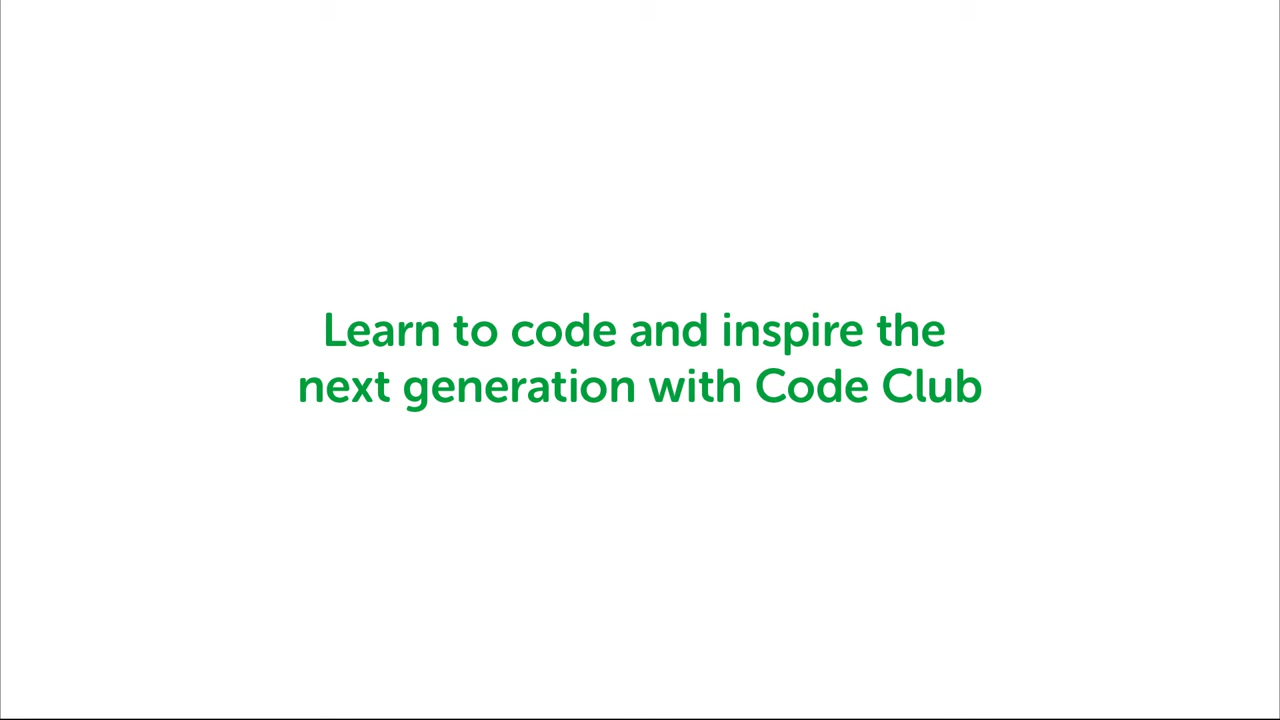 Learn to code and inspire the
next generation with Code Club